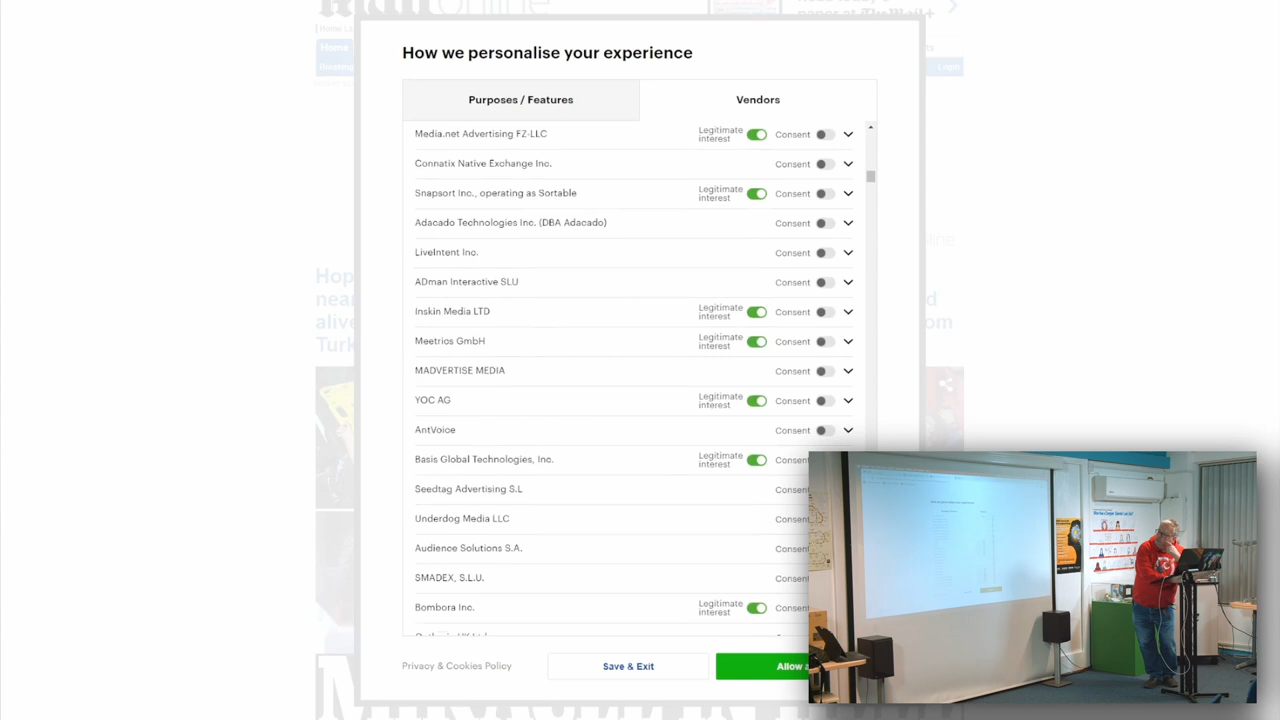 online
Home
Breaking
Login
How we personalise your experience
Purposes / Features
Vendors
Media.net Advertising FZ-LLC Legitimate interest Consent
Connatix Native Exchange Inc. Consent
Snapsort Inc., operating as Sortable Legitimate interest Consent
Adacado Technologies Inc. (DBA Adacado) Consent
LiveIntent Inc. Consent
ADman Interactive SLU Consent
Inskin Media LTD Legitimate interest Consent
Meetrics GmbH Legitimate interest Consent
MADVERTISE MEDIA Consent
YOC AG Legitimate interest Consent
AntVoice Consent
Basis Global Technologies, Inc. Legitimate interest Consent
Seedtag Advertising S.L Consent
Underdog Media LLC Consent
Audience Solutions S.A. Consent
SMADEX, S.L.U. Consent
Bombora Inc. Legitimate interest Consent
Privacy & Cookies Policy
Save & Exit
Allow